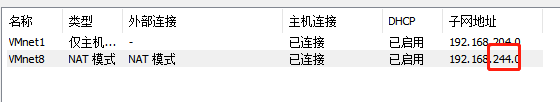 名称 类型 外部连接 主机连接 DHCP 子网地址
VMnet1 仅主机... - 已连接 已启用 192.168.204.0
VMnet8 NAT 模式 NAT 模式 已连接 已启用 192.168.244.0